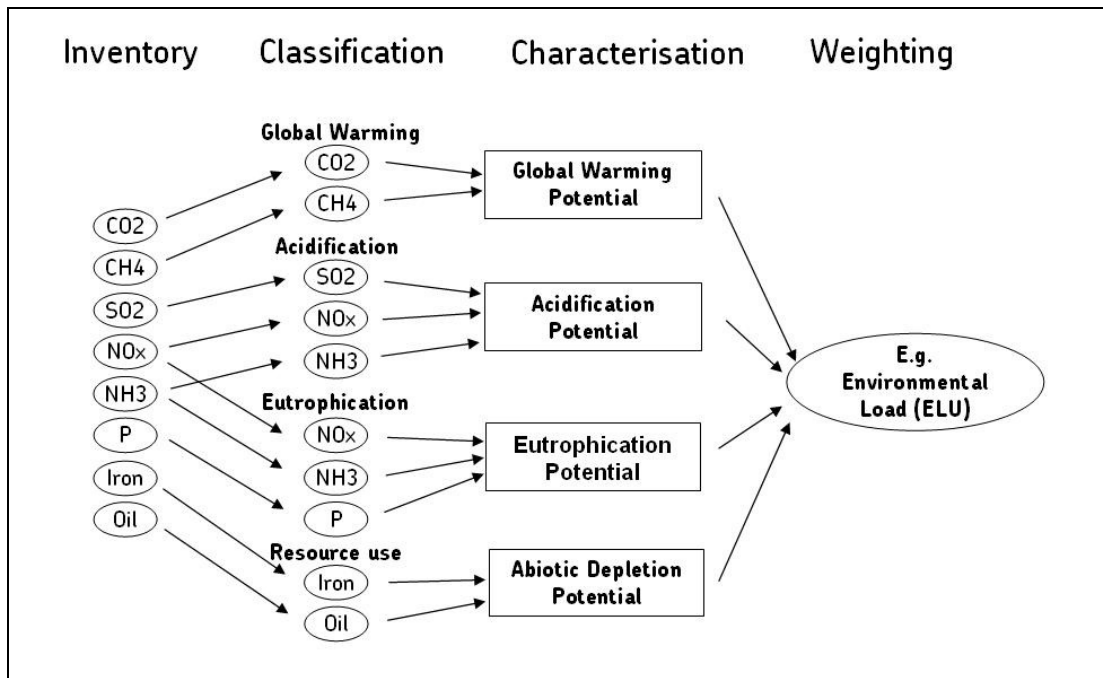 Inventory
Classification
Characterisation
Weighting
CO2
CH4
SO2
NOx
NH3
P
Iron
Oil
Global Warming
CO2
CH4
Acidification
SO2
NOx
NH3
Eutrophication
NOx
NH3
P
Resource use
Iron
Oil
Global Warming
Potential
Acidification
Potential
Eutrophication
Potential
Abiotic Depletion
Potential
E.g.
Environmental
Load (ELU)